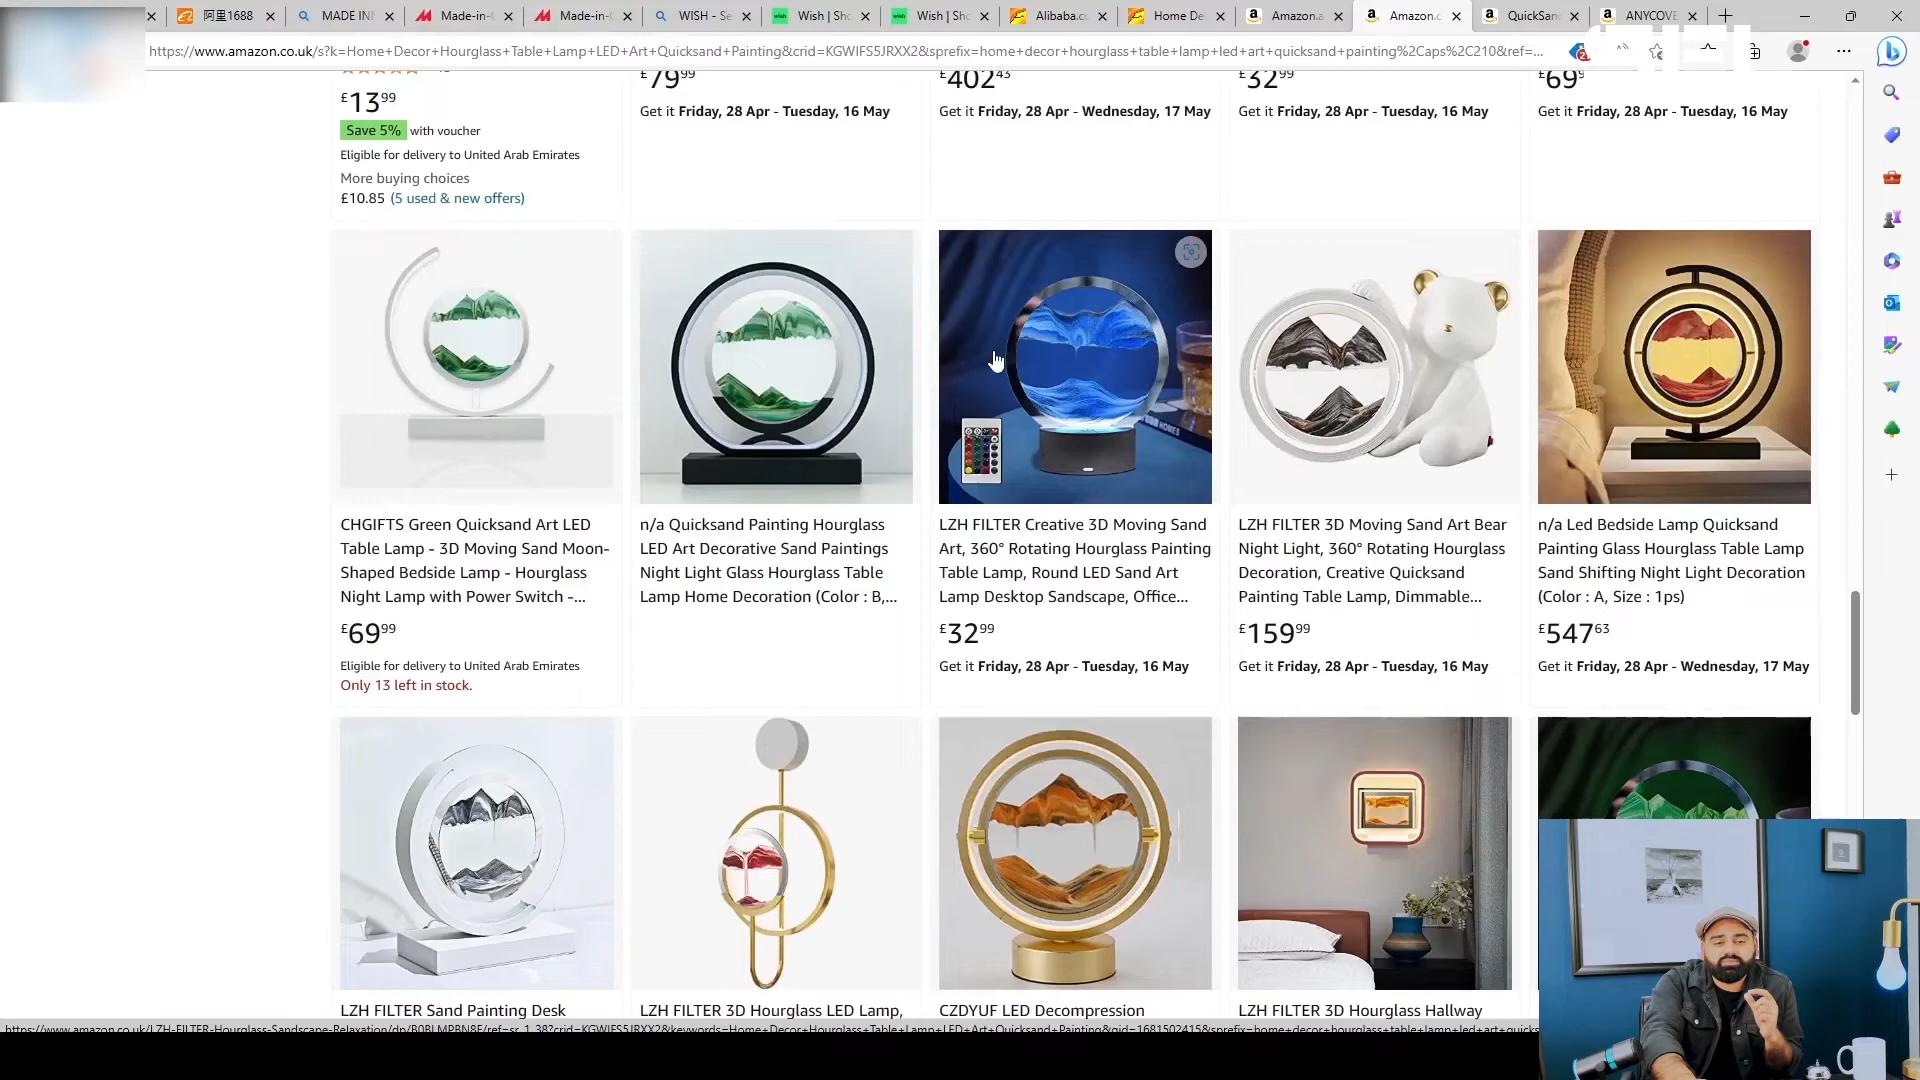 阿里1688
MADE INN
Made-in-C
Made-in-C
WISH - Se
wish
Wish | Sho
wish
Wish | Sho
Alibaba.co
Home De
Amazon.a
Amazon.c
QuickSan
ANYCOVE
https://www.amazon.co.uk/s?k=Home+Decor+Hourglass+Table+Lamp+LED+Art+Quicksand+Painting&crid=KGWIFS5JRXX2&sprefix=home+decor+hourglass+table+lamp+led+art+quicksand+painting%2Caps%2C210&ref=...
£13.99
Save 5% with voucher
Eligible for delivery to United Arab Emirates
More buying choices
£10.85 (5 used & new offers)
£79.99
Get it Friday, 28 Apr - Tuesday, 16 May
£402.43
Get it Friday, 28 Apr - Wednesday, 17 May
£32.99
Get it Friday, 28 Apr - Tuesday, 16 May
£69.9
Get it Friday, 28 Apr - Tuesday, 16 May
CHGIFTS Green Quicksand Art LED
Table Lamp - 3D Moving Sand Moon-
Shaped Bedside Lamp - Hourglass
Night Lamp with Power Switch -...
£69.99
Eligible for delivery to United Arab Emirates
Only 13 left in stock.
n/a Quicksand Painting Hourglass
LED Art Decorative Sand Paintings
Night Light Glass Hourglass Table
Lamp Home Decoration (Color : B,...
LZH FILTER Creative 3D Moving Sand
Art, 360° Rotating Hourglass Painting
Table Lamp, Round LED Sand Art
Lamp Desktop Sandscape, Office...
£32.99
Get it Friday, 28 Apr - Tuesday, 16 May
LZH FILTER 3D Moving Sand Art Bear
Night Light, 360° Rotating Hourglass
Decoration, Creative Quicksand
Painting Table Lamp, Dimmable...
£159.99
Get it Friday, 28 Apr - Tuesday, 16 May
n/a Led Bedside Lamp Quicksand
Painting Glass Hourglass Table Lamp
Sand Shifting Night Light Decoration
(Color : A, Size : 1ps)
£547.63
Get it Friday, 28 Apr - Wednesday, 17 May
LZH FILTER Sand Painting Desk
LZH FILTER 3D Hourglass LED Lamp,
CZDYUF LED Decompression
LZH FILTER 3D Hourglass Hallway